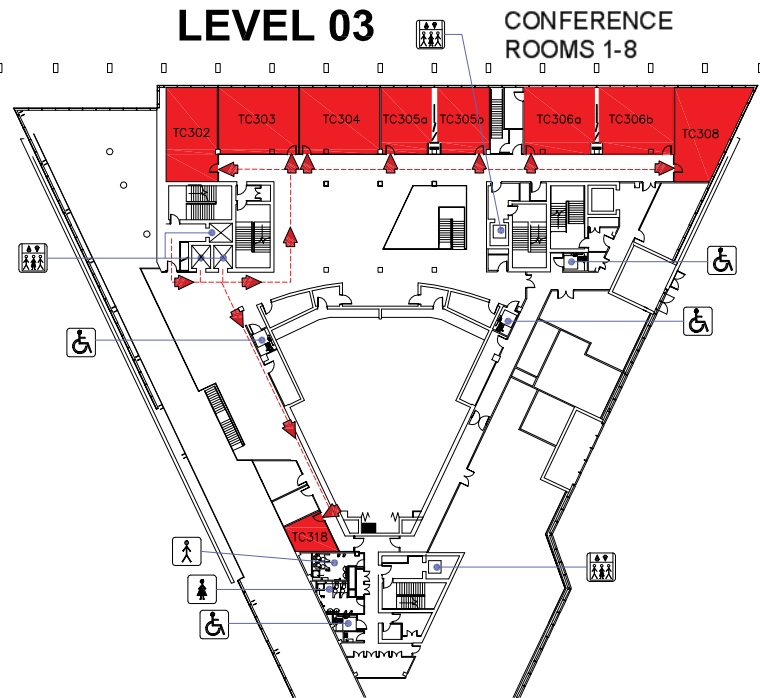 LEVEL 03
CONFERENCE
ROOMS 1-8
TC302
TC303
TC304
TC305a
TC305b
TC306a
TC306b
TC308
TC318